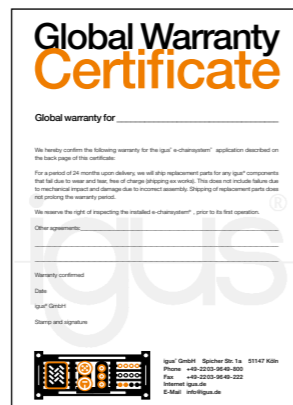 Global Warranty
Certificate
Global warranty for
We hereby confirm the following warranty for the igus® e-chainsystem® application described on
the back page of this certificate:
For a period of 24 months upon delivery, we will ship replacement parts for any igus® components
that fail due to wear and tear, free of charge (shipping ex works). This does not include failure due
to mechanical impact and damage due to incorrect assembly. Shipping of replacement parts does
not prolong the warranty period.
We reserve the right of inspecting the installed e-chainsystem® , prior to its first operation.
Other agreements:
Warranty confirmed
Date
igus® GmbH
Stamp and signature
igus®
igus® GmbH Spicher Str. 1a 51147 Köln
Phone +49-2203-9649-800
Fax +49-2203-9649-222
Internet igus.de
E-Mail info@igus.de